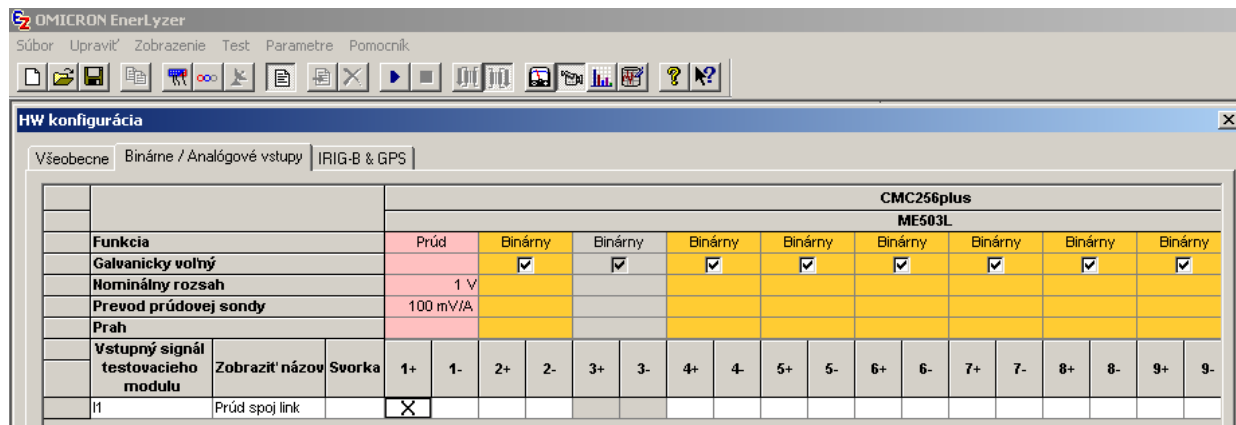 OMICRON EnerLyzer
Súbor Upraviť Zobrazenie Test Parametre Pomocník
HW konfigurácia
Všeobecne Binárne / Analógové vstupy IRIG-B & GPS
CMC256plus
ME503L
Funkcia Prúd Binárny Binárny Binárny Binárny Binárny Binárny Binárny Binárny
Galvanicky voľný
Nominálny rozsah 1 V
Prevod prúdovej sondy 100 mV/A
Prah
Vstupný signál
testovacieho Zobraziť názov Svorka 1+ 1- 2+ 2- 3+ 3- 4+ 4- 5+ 5- 6+ 6- 7+ 7- 8+ 8- 9+ 9-
modulu
I1 Prúd spoj link X